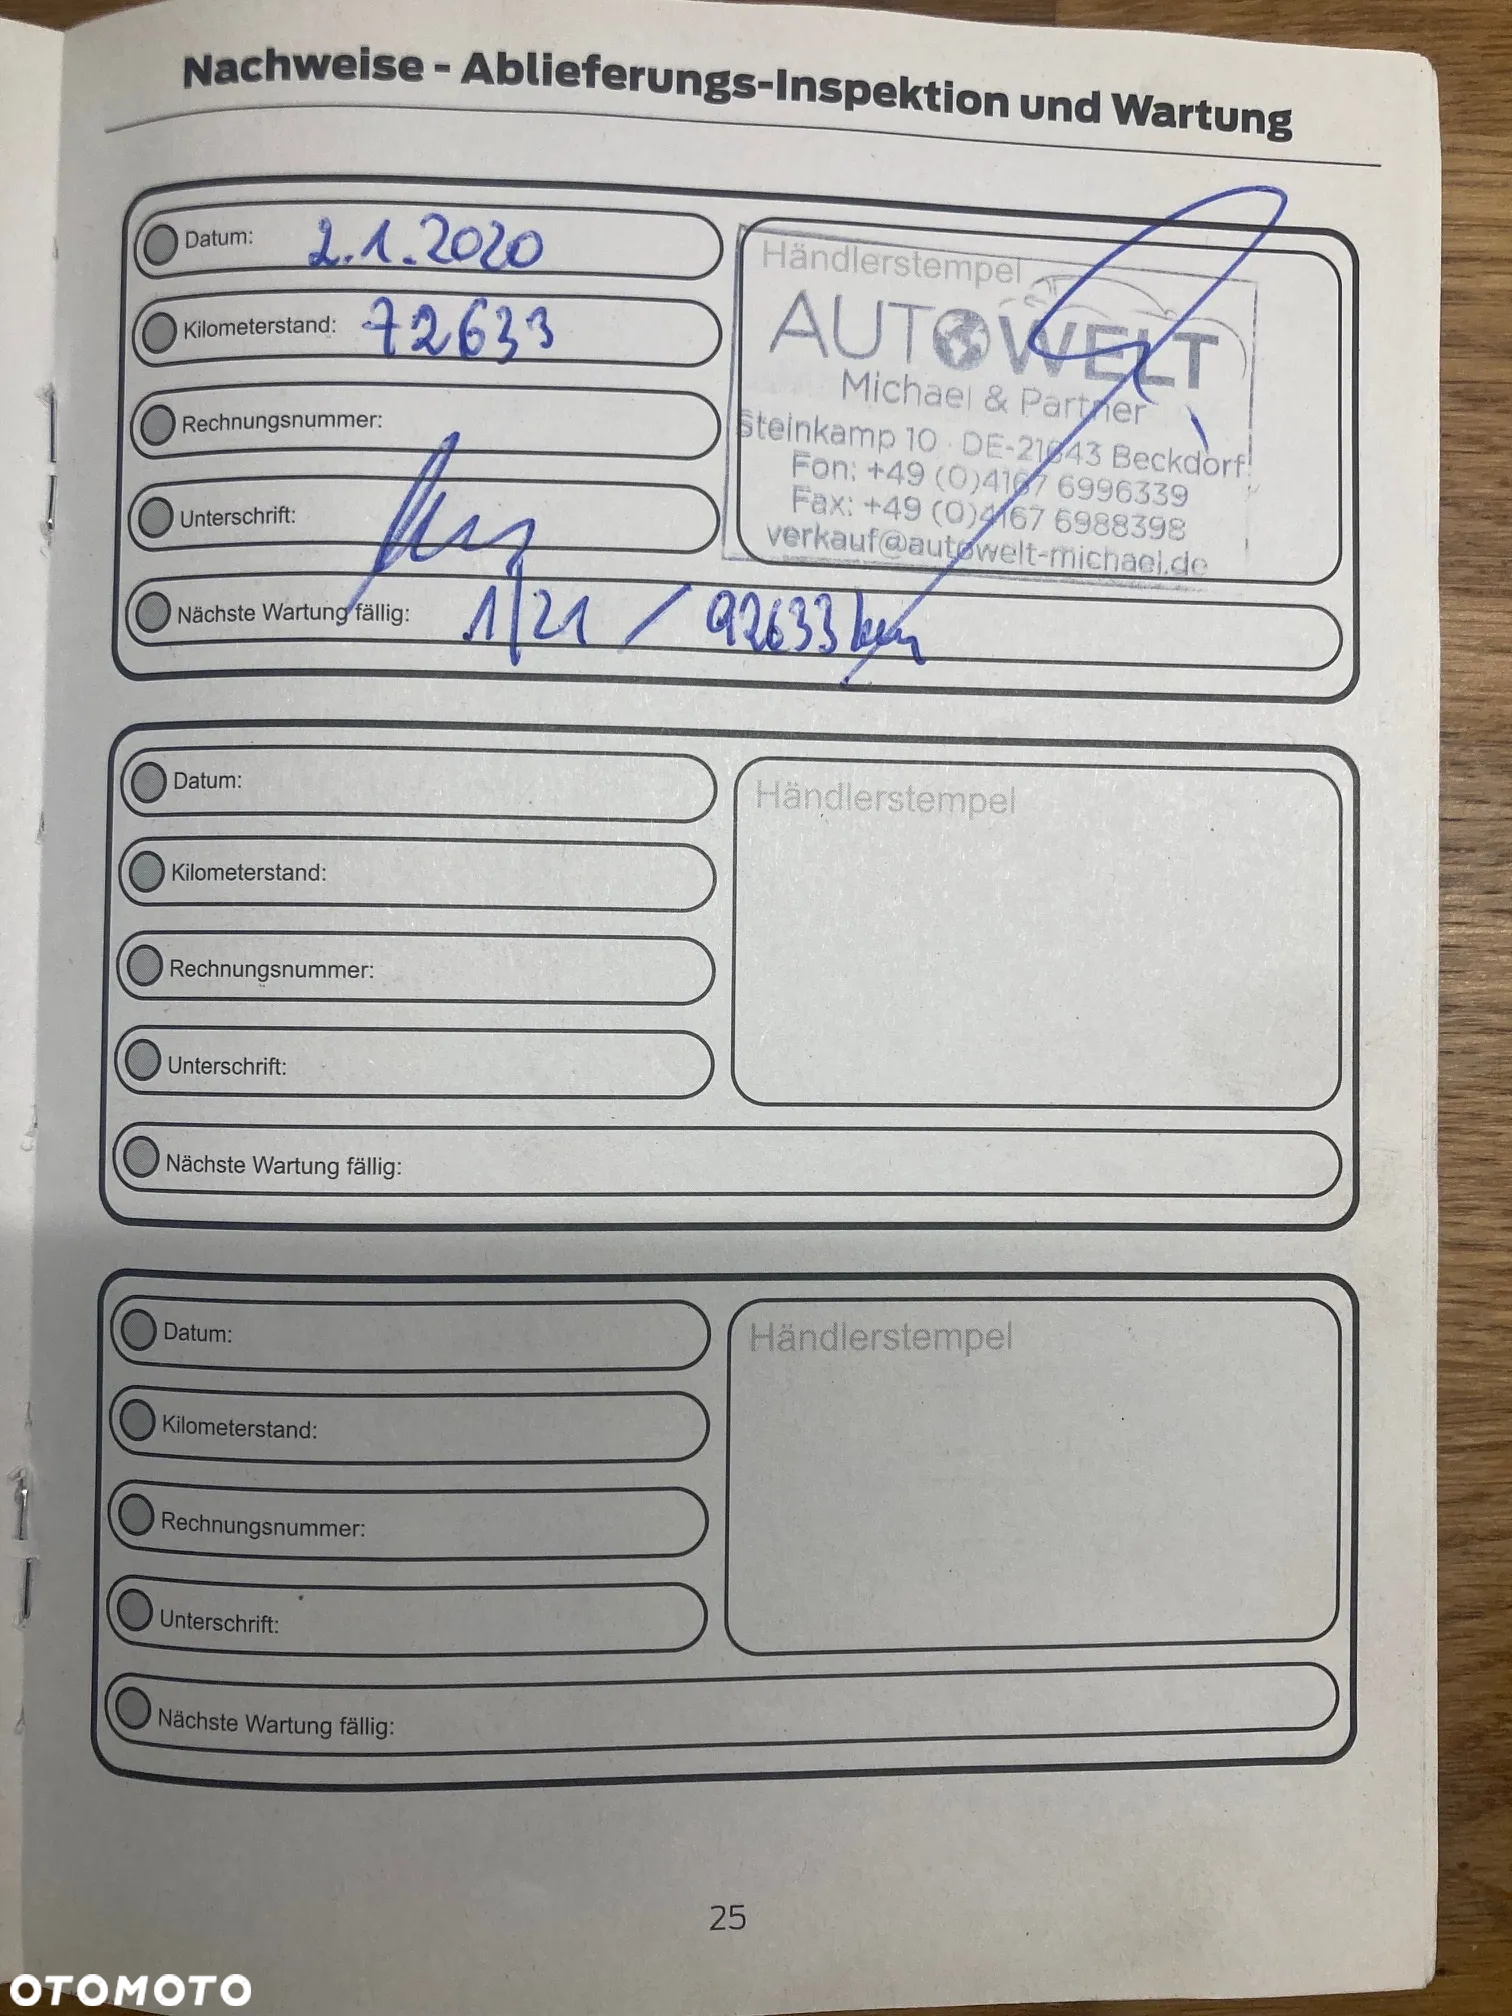 Nachweise - Ablieferungs-Inspektion und Wartung
Datum: 2.1.2020
Kilometerstand: 72633
Rechnungsnummer:
Unterschrift:
Nächste Wartung fällig: 1/21 / 92633 km
Händlerstempel
AUTOWELT
Michael & Partner
Steinkamp 10 · DE-21643 Beckdorf
Fon: +49 (0)4167 6996339
Fax: +49 (0)4167 6988398
verkauf@autowelt-michael.de
Datum:
Kilometerstand:
Rechnungsnummer:
Unterschrift:
Nächste Wartung fällig:
Händlerstempel
Datum:
Kilometerstand:
Rechnungsnummer:
Unterschrift:
Nächste Wartung fällig:
Händlerstempel
25
OTOMOTO